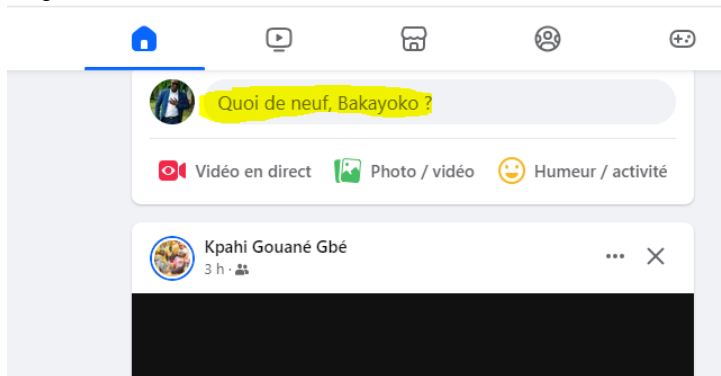 Quoi de neuf, Bakayoko ?
Vidéo en direct Photo / vidéo Humeur / activité
Kpahi Gouané Gbé
3 h ·